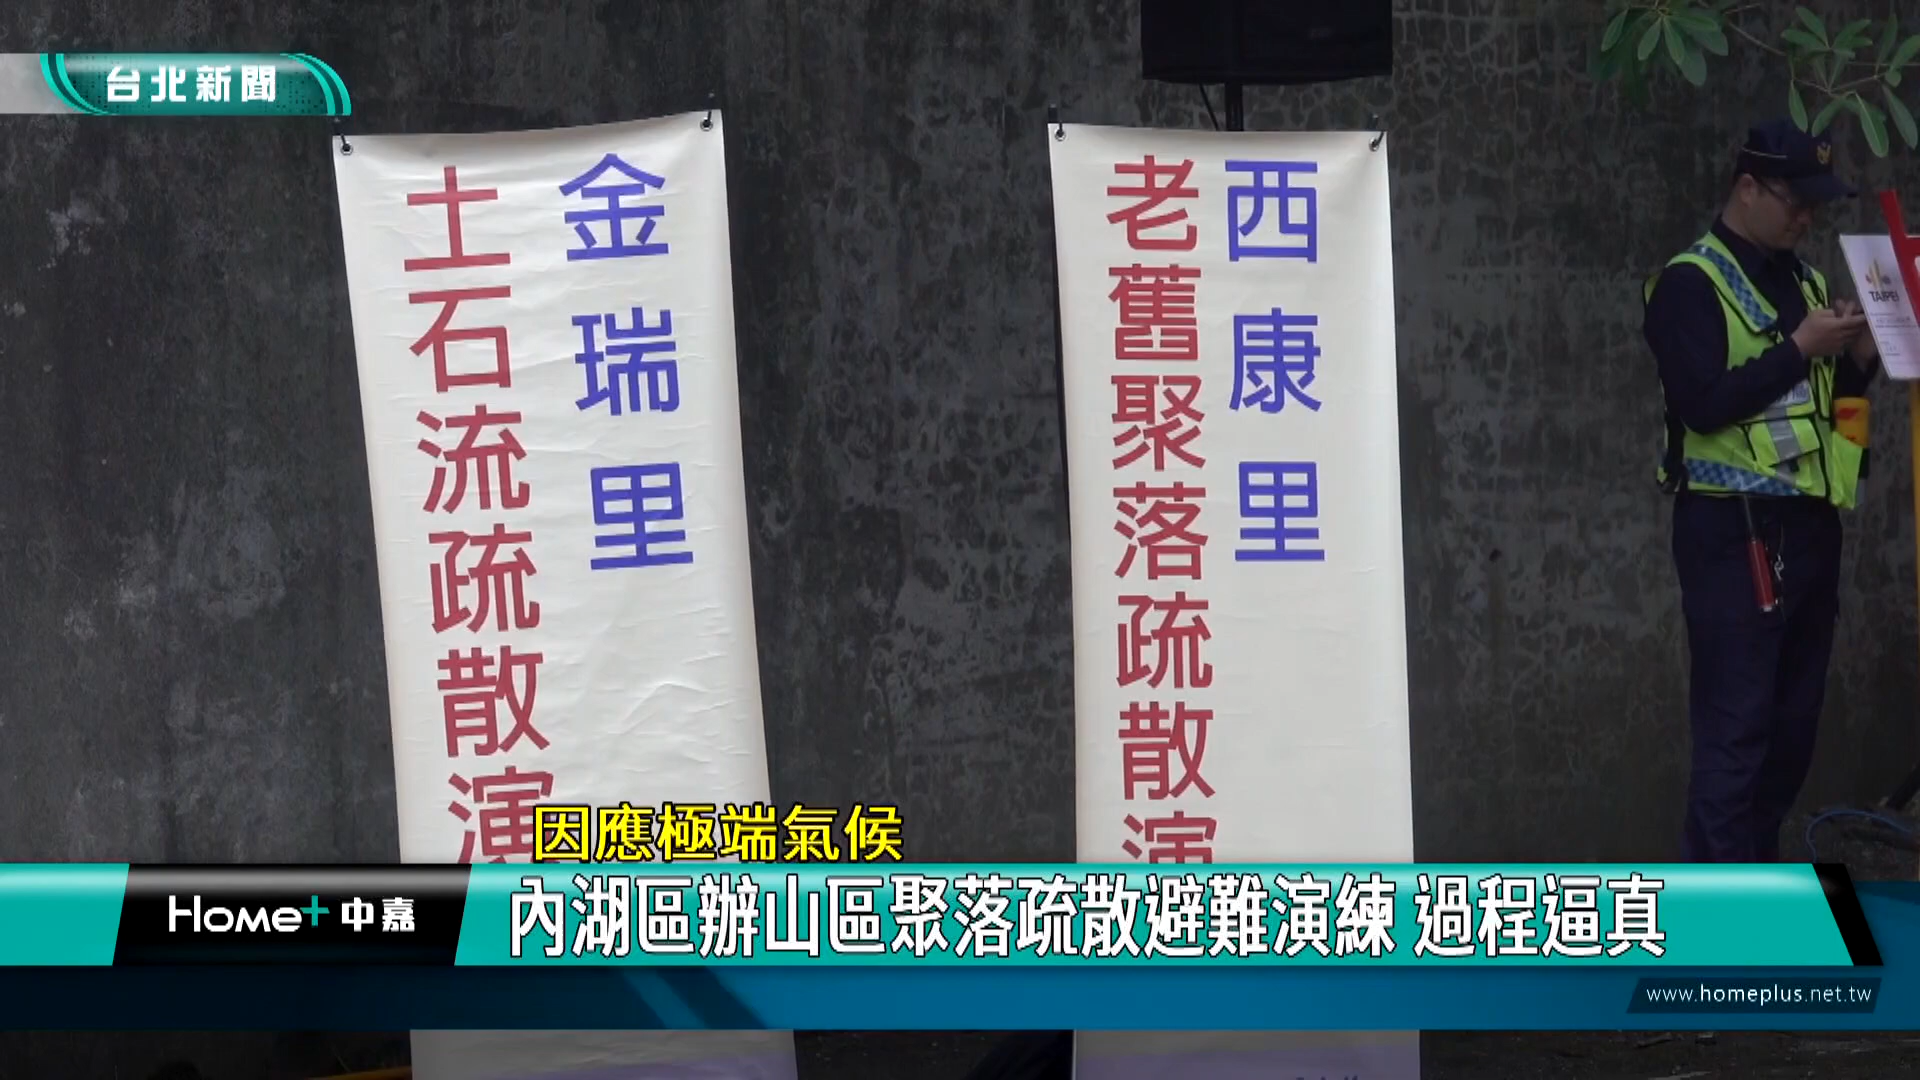 台北新聞
金瑞里
土石流疏散演
西康里
老舊聚落疏散演
TAIPEI
因應極端氣候
Home+ 中嘉
內湖區辦山區聚落疏散避難演練 過程逼真
www.homeplus.net.tw